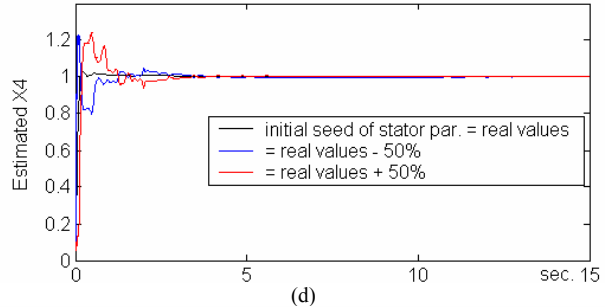 Estimated X4
1.2
1
0.8
0.6
0.4
0.2
0
initial seed of stator par. = real values
= real values - 50%
= real values + 50%
0 5 10 sec. 15
(d)